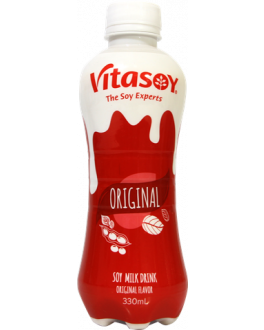 VITASOY
The Soy Experts
ORIGINAL
SOY MILK DRINK
ORIGINAL FLAVOR
330mL